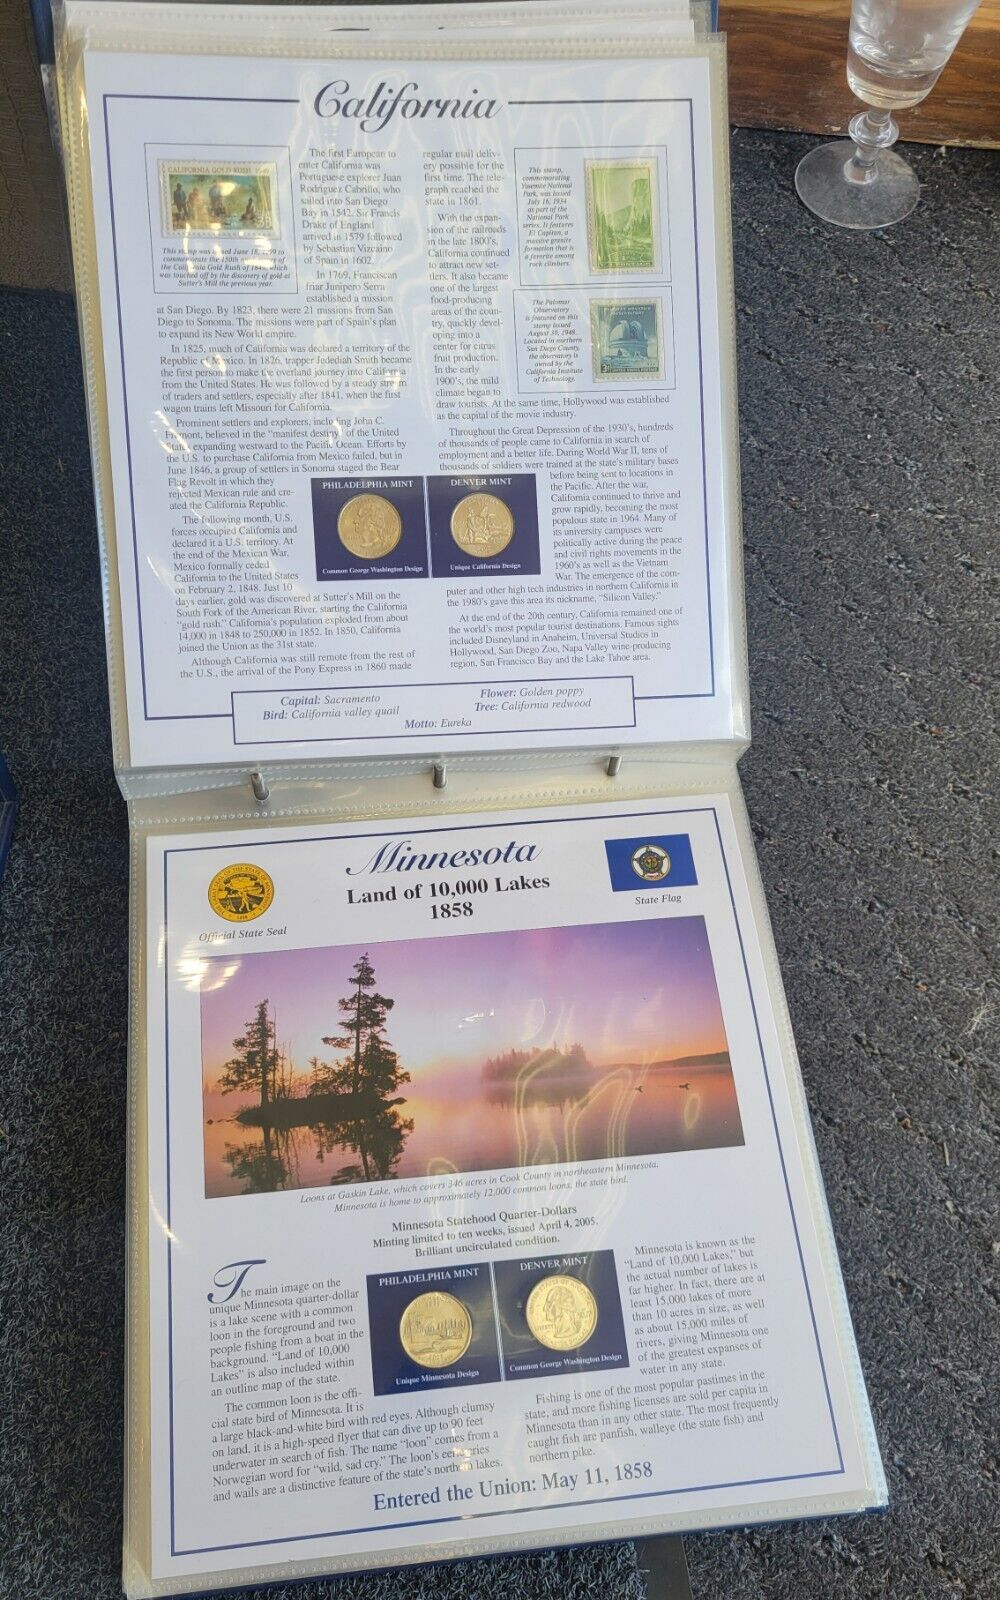 California
CALIFORNIA GOLD RUSH 1849
This stamp was issued June 18, 1999 to
commemorate the 150th anniversary of
the California Gold Rush of 1849, which
was touched off by the discovery of gold at
Sutter's Mill the previous year.
The first European to
enter California was
Portuguese explorer Juan
Rodriguez Cabrillo, who
sailed into San Diego
Bay in 1542. Sir Francis
Drake of England
arrived in 1579 followed
by Sebastian Vizcaino
of Spain in 1602.
In 1769, Franciscan
friar Junipero Serra
established a mission
at San Diego. By 1823, there were 21 missions from San
Diego to Sonoma. The missions were part of Spain's plan
to expand its New World empire.
In 1825, much of California was declared a territory of the
Republic of Mexico. In 1826, trapper Jedediah Smith became
the first person to make the overland journey into California
from the United States. He was followed by a steady stream
of traders and settlers, especially after 1841, when the first
wagon trains left Missouri for California.
Prominent settlers and explorers, including John C.
Fremont, believed in the "manifest destiny" of the United
States expanding westward to the Pacific Ocean. Efforts by
the U.S. to purchase California from Mexico failed, but in
June 1846, a group of settlers in Sonoma staged the Bear
Flag Revolt in which they
rejected Mexican rule and cre-
ated the California Republic.
The following month, U.S.
forces occupied California and
declared it a U.S. territory. At
the end of the Mexican War,
Mexico formally ceded
California to the United States
on February 2, 1848. Just 10
days earlier, gold was discovered at Sutter's Mill on the
South Fork of the American River, starting the California
"gold rush." California's population exploded from about
14,000 in 1848 to 250,000 in 1852. In 1850, California
joined the Union as the 31st state.
Although California was still remote from the rest of
the U.S., the arrival of the Pony Express in 1860 made
regular mail deliv-
ery possible for the
first time. The tele-
graph reached the
state in 1861.
With the expan-
sion of the railroads
in the late 1800's,
California continued
to attract new set-
tlers. It also became
one of the largest
food-producing
areas of the coun-
try, quickly devel-
oping into a
center for citrus
fruit production.
In the early
1900's, the mild
climate began to
draw tourists. At the same time, Hollywood was established
as the capital of the movie industry.
Throughout the Great Depression of the 1930's, hundreds
of thousands of people came to California in search of
employment and a better life. During World War II, tens of
thousands of soldiers were trained at the state's military bases
before being sent to locations in
the Pacific. After the war,
California continued to thrive and
grow rapidly, becoming the most
populous state in 1964. Many of
its university campuses were
politically active during the peace
and civil rights movements in the
1960's as well as the Vietnam
War. The emergence of the com-
puter and other high tech industries in northern California in
the 1980's gave this area its nickname, "Silicon Valley."
At the end of the 20th century, California remained one of
the world's most popular tourist destinations. Famous sights
included Disneyland in Anaheim, Universal Studios in
Hollywood, San Diego Zoo, Napa Valley wine-producing
region, San Francisco Bay and the Lake Tahoe area.
This stamp,
commemorating
Yosemite National
Park, was issued
July 16, 1934
as part of the
National Park
series. It features
El Capitan, a
massive granite
formation that is
a favorite among
rock climbers.
The Palomar
Observatory
is featured on this
stamp issued
August 30, 1948.
Located in northern
San Diego County,
the observatory is
owned by the
California Institute
of Technology.
3¢
PHILADELPHIA MINT
Common George Washington Design
DENVER MINT
Unique California Design
Capital: Sacramento
Flower: Golden poppy
Bird: California valley quail
Tree: California redwood
Motto: Eureka
Minnesota
Land of 10,000 Lakes
1858
Official State Seal
State Flag
Loons at Gaskin Lake, which covers 346 acres in Cook County in northeastern Minnesota.
Minnesota is home to approximately 12,000 common loons, the state bird.
Minnesota Statehood Quarter-Dollars
Minting limited to ten weeks, issued April 4, 2005.
Brilliant uncirculated condition.
The main image on the
unique Minnesota quarter-dollar
is a lake scene with a common
loon in the foreground and two
people fishing from a boat in the
background. "Land of 10,000
Lakes" is also included within
an outline map of the state.
The common loon is the offi-
cial state bird of Minnesota. It is
a large black-and-white bird with red eyes. Although clumsy
on land, it is a high-speed flyer that can dive up to 90 feet
underwater in search of fish. The name "loon" comes from a
Norwegian word for "wild, sad cry." The loon's eerie cries
and wails are a distinctive feature of the state's northern lakes.
PHILADELPHIA MINT
Unique Minnesota Design
DENVER MINT
Common George Washington Design
Minnesota is known as the
"Land of 10,000 Lakes," but
the actual number of lakes is
far higher. In fact, there are at
least 15,000 lakes of more
than 10 acres in size, as well
as about 15,000 miles of
rivers, giving Minnesota one
of the greatest expanses of
water in any state.
Fishing is one of the most popular pastimes in the
state, and more fishing licenses are sold per capita in
Minnesota than in any other state. The most frequently
caught fish are panfish, walleye (the state fish) and
northern pike.
Entered the Union: May 11, 1858